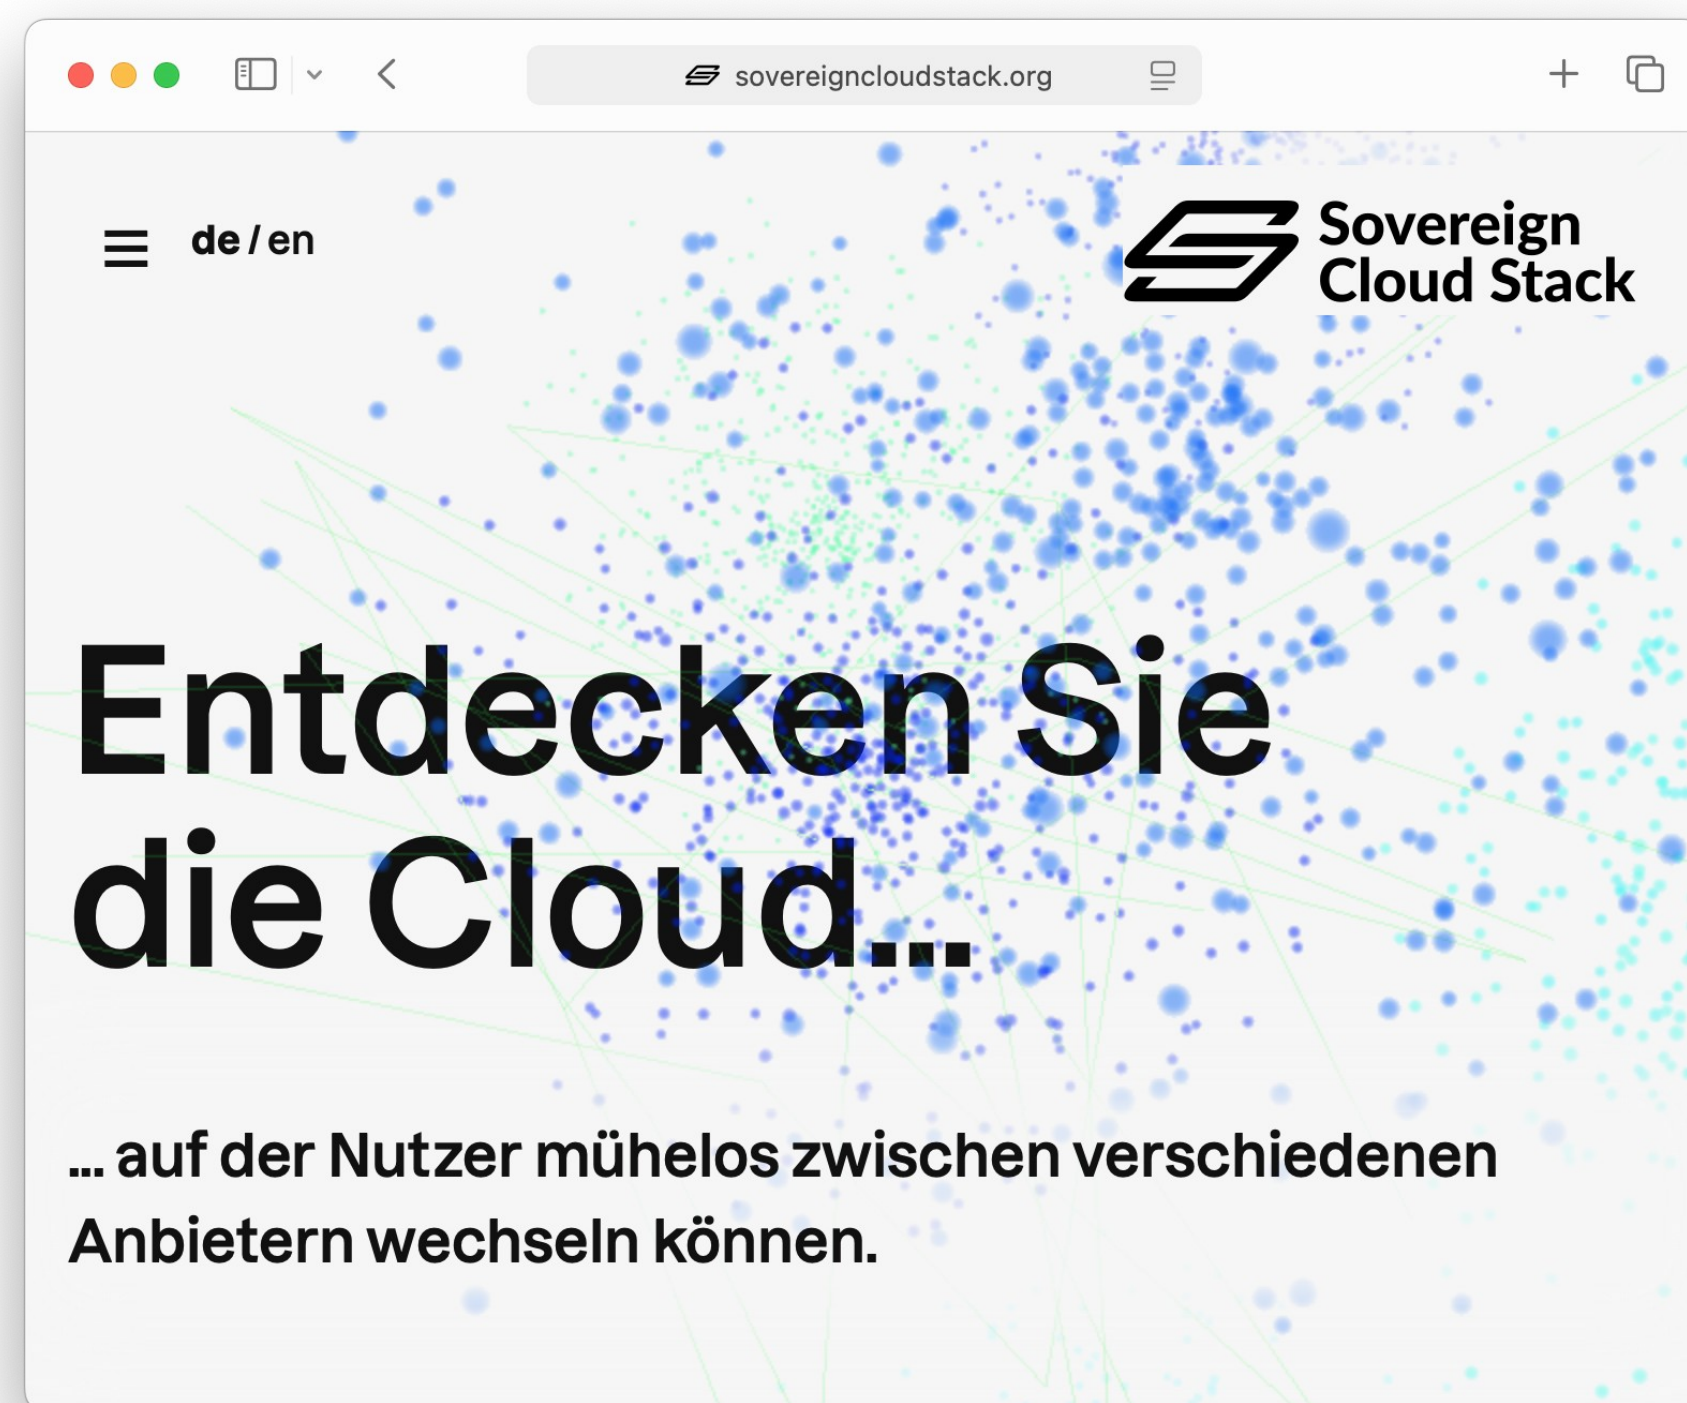 sovereigncloudstack.org
de / en
Sovereign
Cloud Stack
Entdecken Sie
die Cloud...
... auf der Nutzer mühelos zwischen verschiedenen
Anbietern wechseln können.